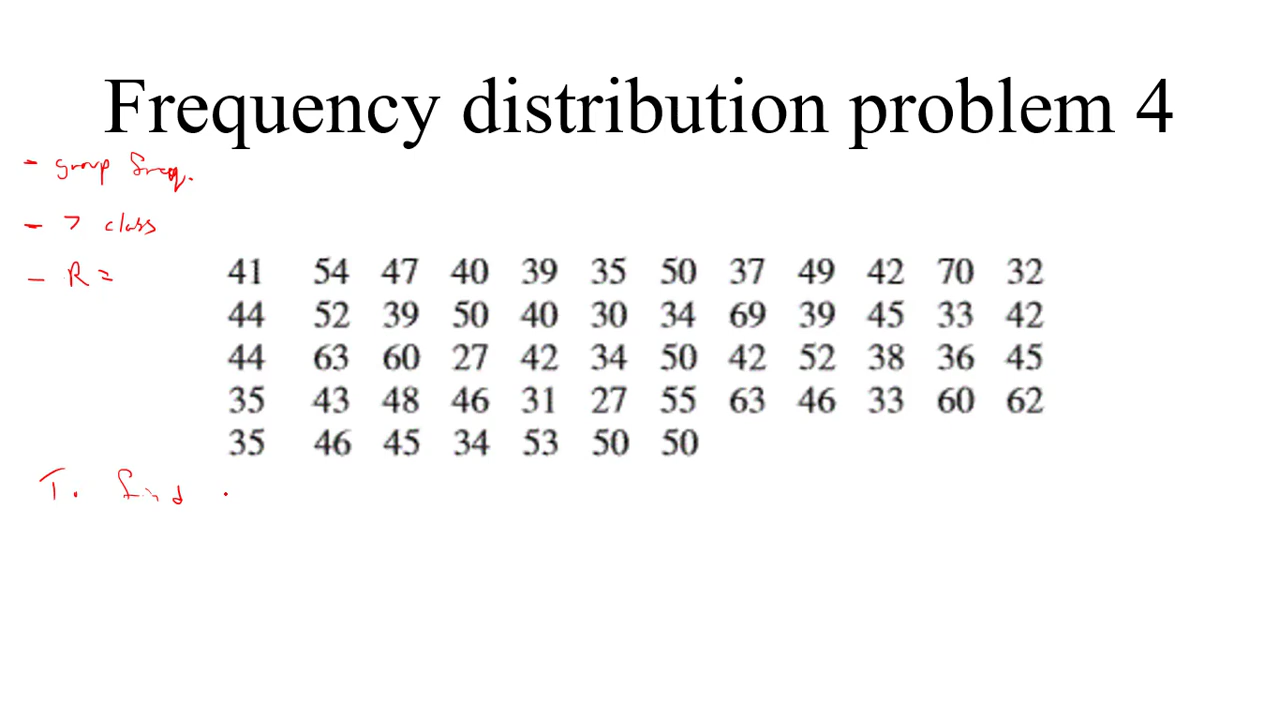 Frequency distribution problem 4
- group freq.
- 7 class
- R =
41 54 47 40 39 35 50 37 49 42 70 32
44 52 39 50 40 30 34 69 39 45 33 42
44 63 60 27 42 34 50 42 52 38 36 45
35 43 48 46 31 27 55 63 46 33 60 62
35 46 45 34 53 50 50
To find